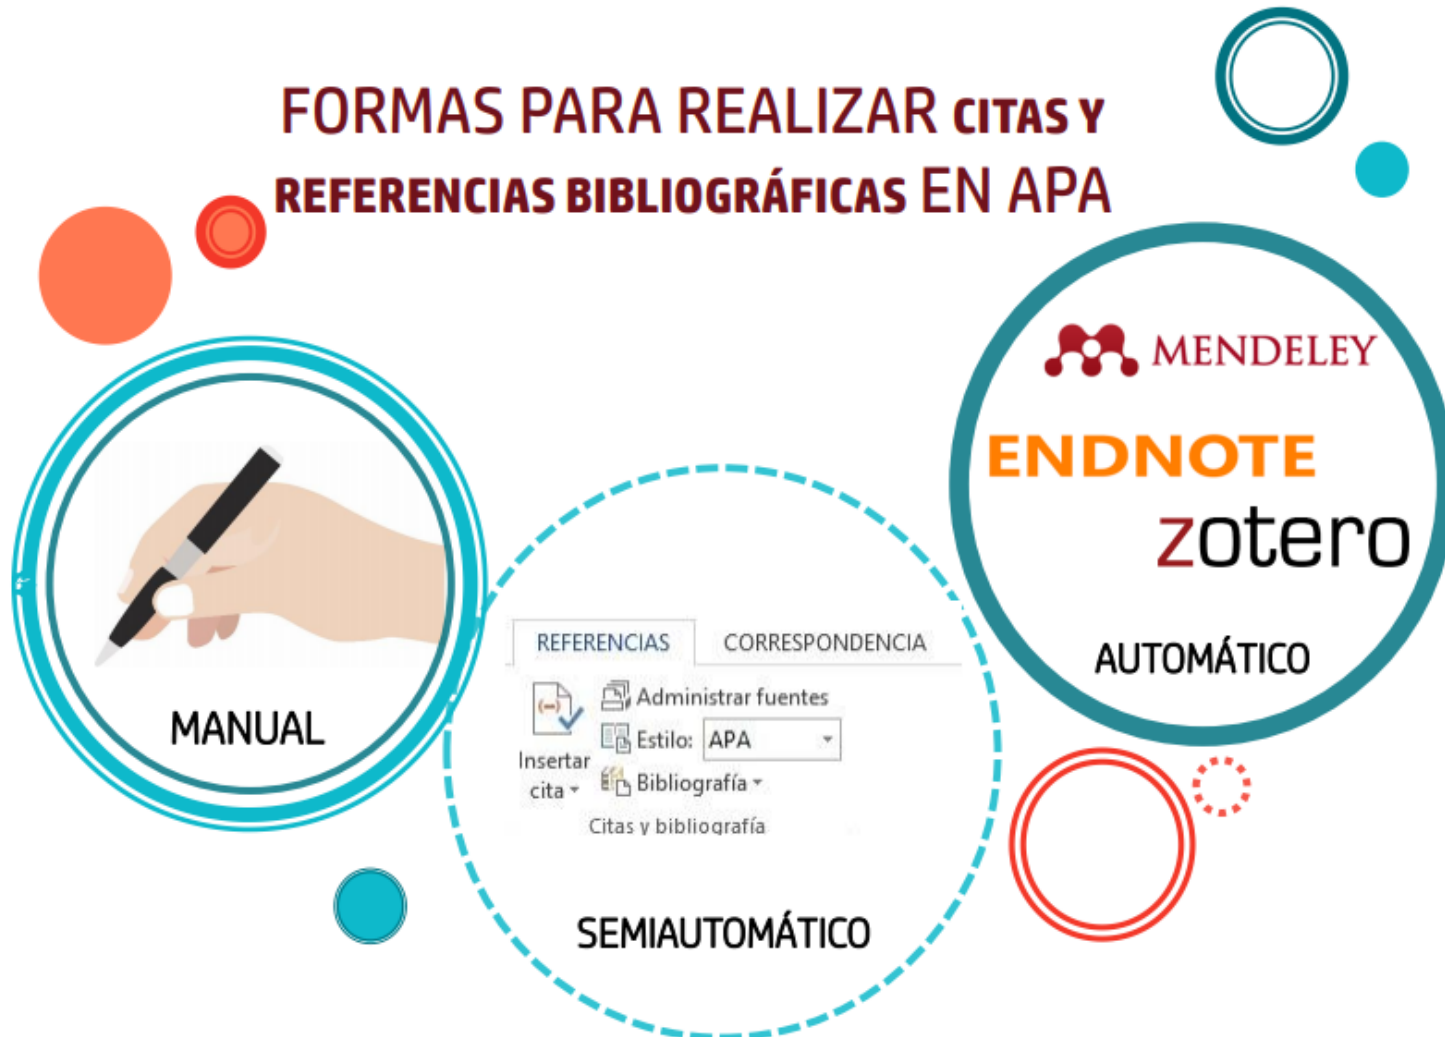 FORMAS PARA REALIZAR CITAS Y
REFERENCIAS BIBLIOGRÁFICAS EN APA
MANUAL
REFERENCIAS CORRESPONDENCIA
Insertar
cita
Administrar fuentes
Estilo: APA
Bibliografía
Citas y bibliografía
SEMIAUTOMÁTICO
MENDELEY
ENDNOTE
zotero
AUTOMÁTICO